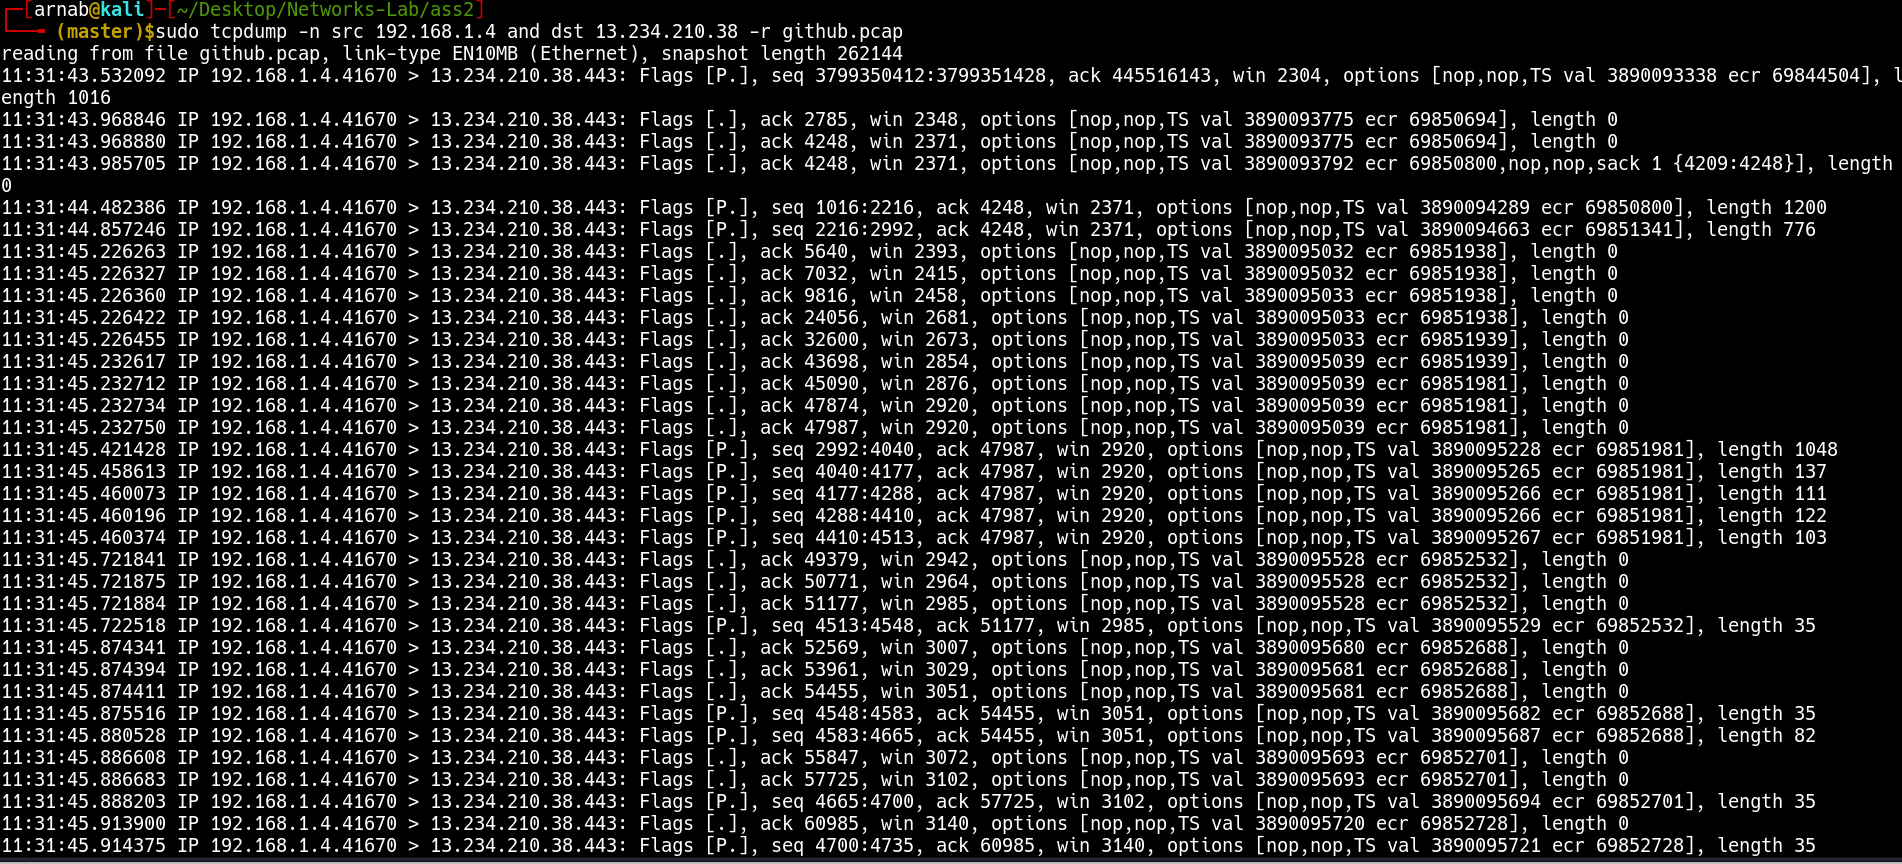 ┌─[arnab@kali]─[~/Desktop/Networks-Lab/ass2]
└──╼ (master)$sudo tcpdump -n src 192.168.1.4 and dst 13.234.210.38 -r github.pcap
reading from file github.pcap, link-type EN10MB (Ethernet), snapshot length 262144
11:31:43.532092 IP 192.168.1.4.41670 > 13.234.210.38.443: Flags [P.], seq 3799350412:3799351428, ack 445516143, win 2304, options [nop,nop,TS val 3890093338 ecr 69844504], l
ength 1016
11:31:43.968846 IP 192.168.1.4.41670 > 13.234.210.38.443: Flags [.], ack 2785, win 2348, options [nop,nop,TS val 3890093775 ecr 69850694], length 0
11:31:43.968880 IP 192.168.1.4.41670 > 13.234.210.38.443: Flags [.], ack 4248, win 2371, options [nop,nop,TS val 3890093775 ecr 69850694], length 0
11:31:43.985705 IP 192.168.1.4.41670 > 13.234.210.38.443: Flags [.], ack 4248, win 2371, options [nop,nop,TS val 3890093792 ecr 69850800,nop,nop,sack 1 {4209:4248}], length
0
11:31:44.482386 IP 192.168.1.4.41670 > 13.234.210.38.443: Flags [P.], seq 1016:2216, ack 4248, win 2371, options [nop,nop,TS val 3890094289 ecr 69850800], length 1200
11:31:44.857246 IP 192.168.1.4.41670 > 13.234.210.38.443: Flags [P.], seq 2216:2992, ack 4248, win 2371, options [nop,nop,TS val 3890094663 ecr 69851341], length 776
11:31:45.226263 IP 192.168.1.4.41670 > 13.234.210.38.443: Flags [.], ack 5640, win 2393, options [nop,nop,TS val 3890095032 ecr 69851938], length 0
11:31:45.226327 IP 192.168.1.4.41670 > 13.234.210.38.443: Flags [.], ack 7032, win 2415, options [nop,nop,TS val 3890095032 ecr 69851938], length 0
11:31:45.226360 IP 192.168.1.4.41670 > 13.234.210.38.443: Flags [.], ack 9816, win 2458, options [nop,nop,TS val 3890095033 ecr 69851938], length 0
11:31:45.226422 IP 192.168.1.4.41670 > 13.234.210.38.443: Flags [.], ack 24056, win 2681, options [nop,nop,TS val 3890095033 ecr 69851938], length 0
11:31:45.226455 IP 192.168.1.4.41670 > 13.234.210.38.443: Flags [.], ack 32600, win 2673, options [nop,nop,TS val 3890095033 ecr 69851939], length 0
11:31:45.232617 IP 192.168.1.4.41670 > 13.234.210.38.443: Flags [.], ack 43698, win 2854, options [nop,nop,TS val 3890095039 ecr 69851939], length 0
11:31:45.232712 IP 192.168.1.4.41670 > 13.234.210.38.443: Flags [.], ack 45090, win 2876, options [nop,nop,TS val 3890095039 ecr 69851981], length 0
11:31:45.232734 IP 192.168.1.4.41670 > 13.234.210.38.443: Flags [.], ack 47874, win 2920, options [nop,nop,TS val 3890095039 ecr 69851981], length 0
11:31:45.232750 IP 192.168.1.4.41670 > 13.234.210.38.443: Flags [.], ack 47987, win 2920, options [nop,nop,TS val 3890095039 ecr 69851981], length 0
11:31:45.421428 IP 192.168.1.4.41670 > 13.234.210.38.443: Flags [P.], seq 2992:4040, ack 47987, win 2920, options [nop,nop,TS val 3890095228 ecr 69851981], length 1048
11:31:45.458613 IP 192.168.1.4.41670 > 13.234.210.38.443: Flags [P.], seq 4040:4177, ack 47987, win 2920, options [nop,nop,TS val 3890095265 ecr 69851981], length 137
11:31:45.460073 IP 192.168.1.4.41670 > 13.234.210.38.443: Flags [P.], seq 4177:4288, ack 47987, win 2920, options [nop,nop,TS val 3890095266 ecr 69851981], length 111
11:31:45.460196 IP 192.168.1.4.41670 > 13.234.210.38.443: Flags [P.], seq 4288:4410, ack 47987, win 2920, options [nop,nop,TS val 3890095266 ecr 69851981], length 122
11:31:45.460374 IP 192.168.1.4.41670 > 13.234.210.38.443: Flags [P.], seq 4410:4513, ack 47987, win 2920, options [nop,nop,TS val 3890095267 ecr 69851981], length 103
11:31:45.721841 IP 192.168.1.4.41670 > 13.234.210.38.443: Flags [.], ack 49379, win 2942, options [nop,nop,TS val 3890095528 ecr 69852532], length 0
11:31:45.721875 IP 192.168.1.4.41670 > 13.234.210.38.443: Flags [.], ack 50771, win 2964, options [nop,nop,TS val 3890095528 ecr 69852532], length 0
11:31:45.721884 IP 192.168.1.4.41670 > 13.234.210.38.443: Flags [.], ack 51177, win 2985, options [nop,nop,TS val 3890095528 ecr 69852532], length 0
11:31:45.722518 IP 192.168.1.4.41670 > 13.234.210.38.443: Flags [P.], seq 4513:4548, ack 51177, win 2985, options [nop,nop,TS val 3890095529 ecr 69852532], length 35
11:31:45.874341 IP 192.168.1.4.41670 > 13.234.210.38.443: Flags [.], ack 52569, win 3007, options [nop,nop,TS val 3890095680 ecr 69852688], length 0
11:31:45.874394 IP 192.168.1.4.41670 > 13.234.210.38.443: Flags [.], ack 53961, win 3029, options [nop,nop,TS val 3890095681 ecr 69852688], length 0
11:31:45.874411 IP 192.168.1.4.41670 > 13.234.210.38.443: Flags [.], ack 54455, win 3051, options [nop,nop,TS val 3890095681 ecr 69852688], length 0
11:31:45.875516 IP 192.168.1.4.41670 > 13.234.210.38.443: Flags [P.], seq 4548:4583, ack 54455, win 3051, options [nop,nop,TS val 3890095682 ecr 69852688], length 35
11:31:45.880528 IP 192.168.1.4.41670 > 13.234.210.38.443: Flags [P.], seq 4583:4665, ack 54455, win 3051, options [nop,nop,TS val 3890095687 ecr 69852688], length 82
11:31:45.886608 IP 192.168.1.4.41670 > 13.234.210.38.443: Flags [.], ack 55847, win 3072, options [nop,nop,TS val 3890095693 ecr 69852701], length 0
11:31:45.886683 IP 192.168.1.4.41670 > 13.234.210.38.443: Flags [.], ack 57725, win 3102, options [nop,nop,TS val 3890095693 ecr 69852701], length 0
11:31:45.888203 IP 192.168.1.4.41670 > 13.234.210.38.443: Flags [P.], seq 4665:4700, ack 57725, win 3102, options [nop,nop,TS val 3890095694 ecr 69852701], length 35
11:31:45.913900 IP 192.168.1.4.41670 > 13.234.210.38.443: Flags [.], ack 60985, win 3140, options [nop,nop,TS val 3890095720 ecr 69852728], length 0
11:31:45.914375 IP 192.168.1.4.41670 > 13.234.210.38.443: Flags [P.], seq 4700:4735, ack 60985, win 3140, options [nop,nop,TS val 3890095721 ecr 69852728], length 35